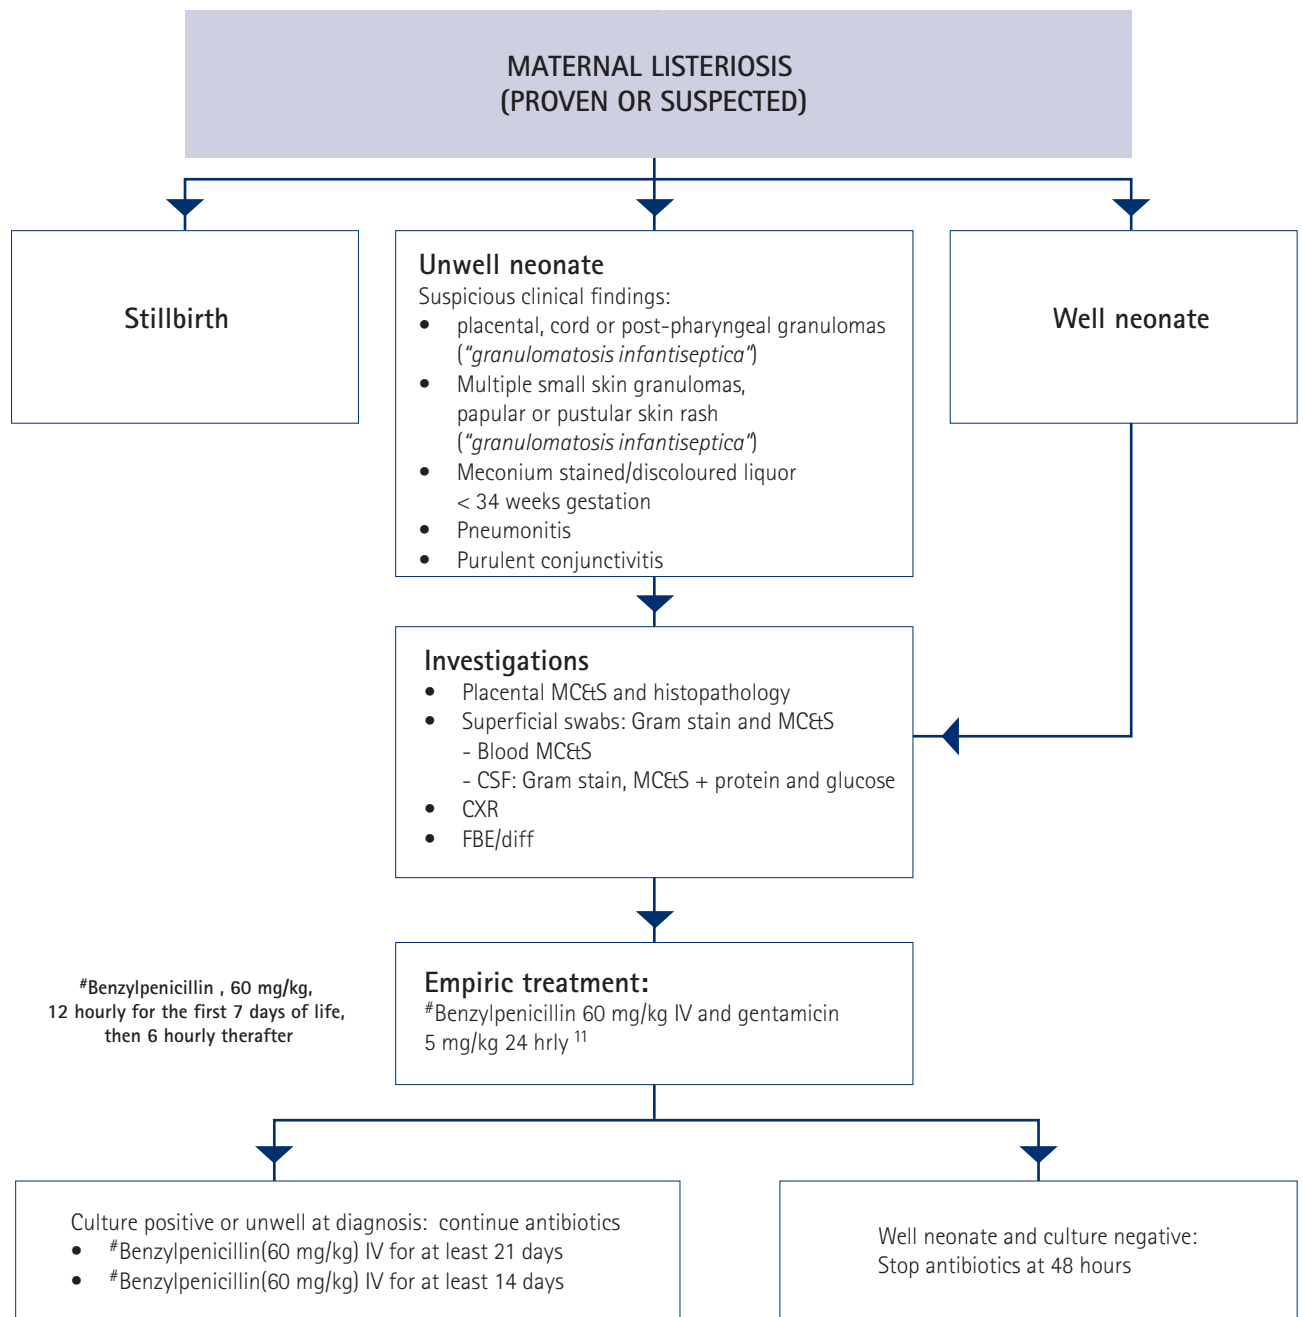 MATERNAL LISTERIOSIS
(PROVEN OR SUSPECTED)
Stillbirth
Unwell neonate
Suspicious clinical findings:
• placental, cord or post-pharyngeal granulomas
("granulomatosis infantiseptica")
• Multiple small skin granulomas,
papular or pustular skin rash
("granulomatosis infantiseptica")
• Meconium stained/discoloured liquor
< 34 weeks gestation
• Pneumonitis
• Purulent conjunctivitis
Well neonate
Investigations
• Placental MC&S and histopathology
• Superficial swabs: Gram stain and MC&S
- Blood MC&S
- CSF: Gram stain, MC&S + protein and glucose
• CXR
• FBE/diff
#Benzylpenicillin , 60 mg/kg,
12 hourly for the first 7 days of life,
then 6 hourly therafter
Empiric treatment:
#Benzylpenicillin 60 mg/kg IV and gentamicin
5 mg/kg 24 hrly 11
Culture positive or unwell at diagnosis: continue antibiotics
• #Benzylpenicillin(60 mg/kg) IV for at least 21 days
• #Benzylpenicillin(60 mg/kg) IV for at least 14 days
Well neonate and culture negative:
Stop antibiotics at 48 hours